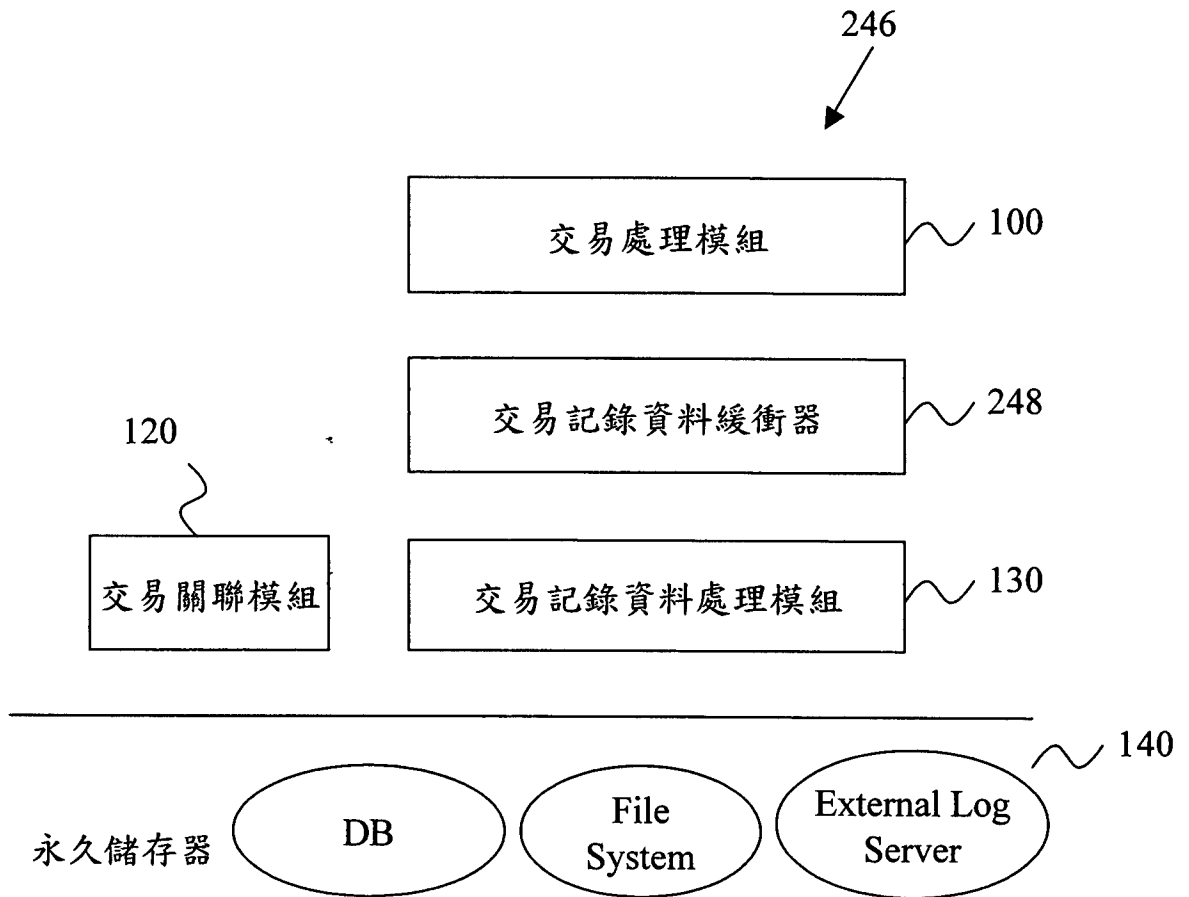 246
交易處理模組
100
交易記錄資料緩衝器
248
120
交易關聯模組
交易記錄資料處理模組
130
140
永久儲存器
DB
File
System
External Log
Server